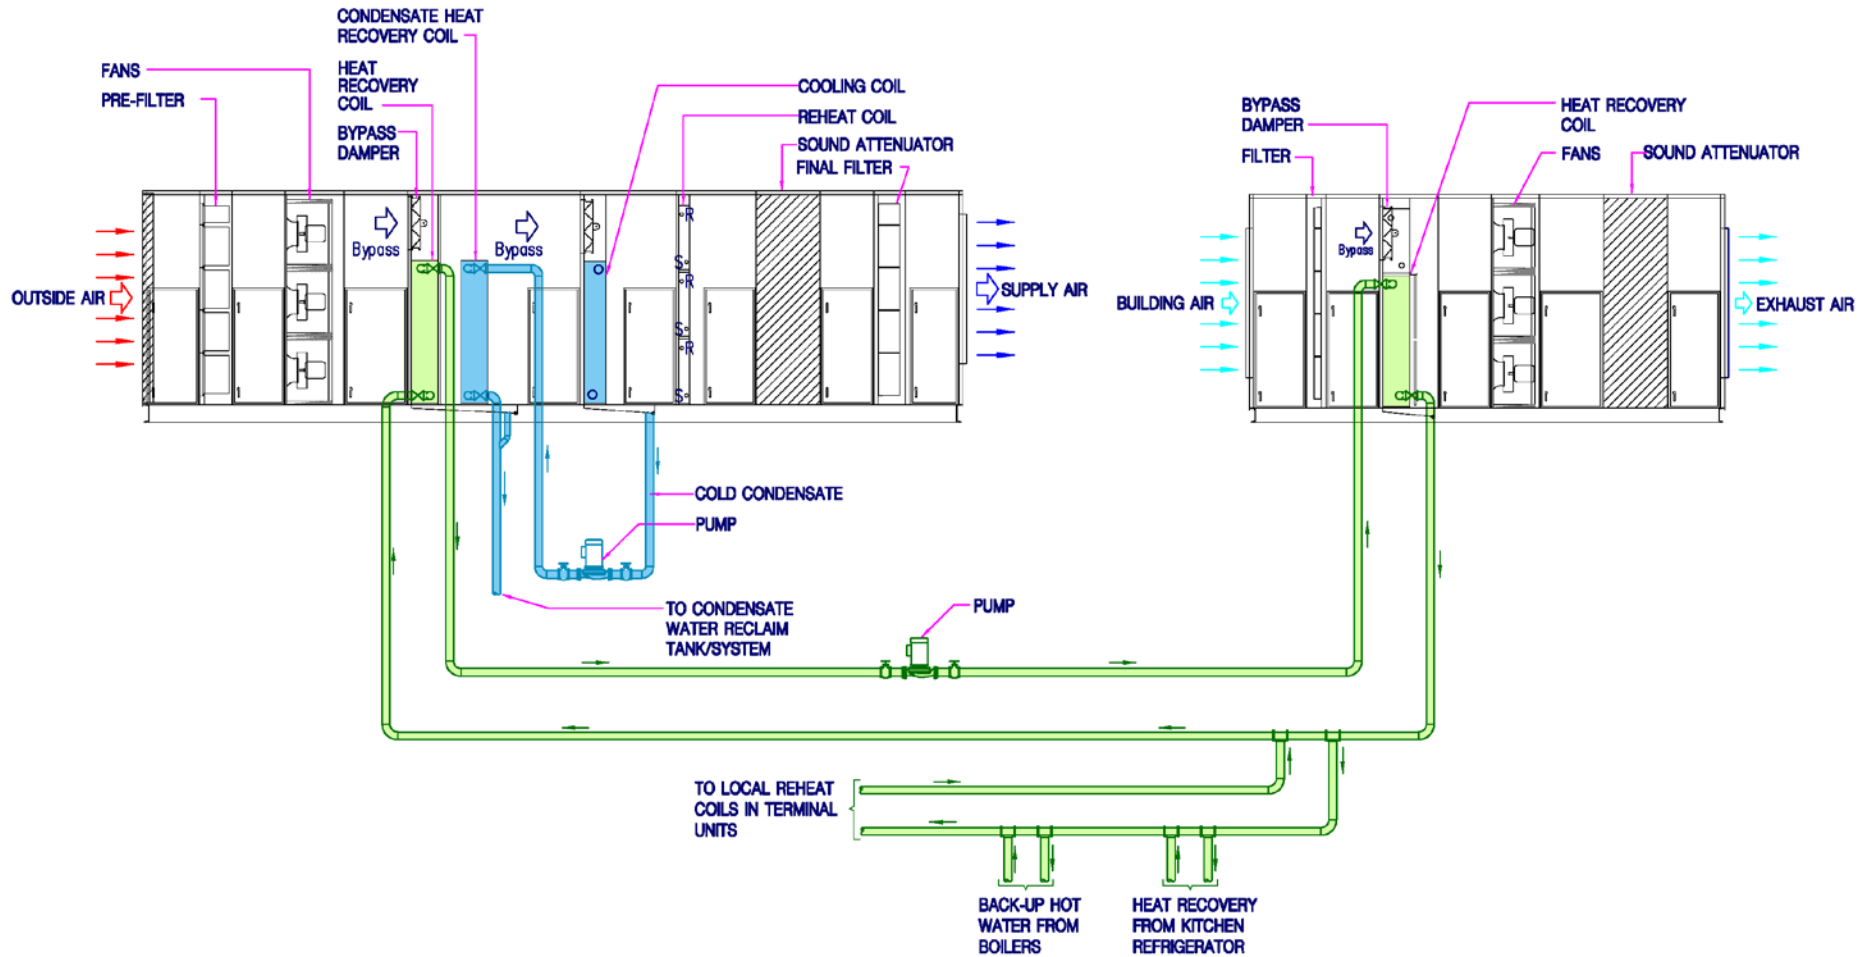 CONDENSATE HEAT
RECOVERY COIL
FANS
PRE-FILTER
HEAT
RECOVERY
COIL
BYPASS
DAMPER
COOLING COIL
REHEAT COIL
SOUND ATTENUATOR
FINAL FILTER
BYPASS
DAMPER
FILTER
HEAT RECOVERY
COIL
FANS
SOUND ATTENUATOR
Bypass
Bypass
R
S
R
S
R
S
Bypass
OUTSIDE AIR
SUPPLY AIR
BUILDING AIR
EXHAUST AIR
COLD CONDENSATE
PUMP
TO CONDENSATE
WATER RECLAIM
TANK/SYSTEM
PUMP
TO LOCAL REHEAT
COILS IN TERMINAL
UNITS
BACK-UP HOT
WATER FROM
BOILERS
HEAT RECOVERY
FROM KITCHEN
REFRIGERATOR